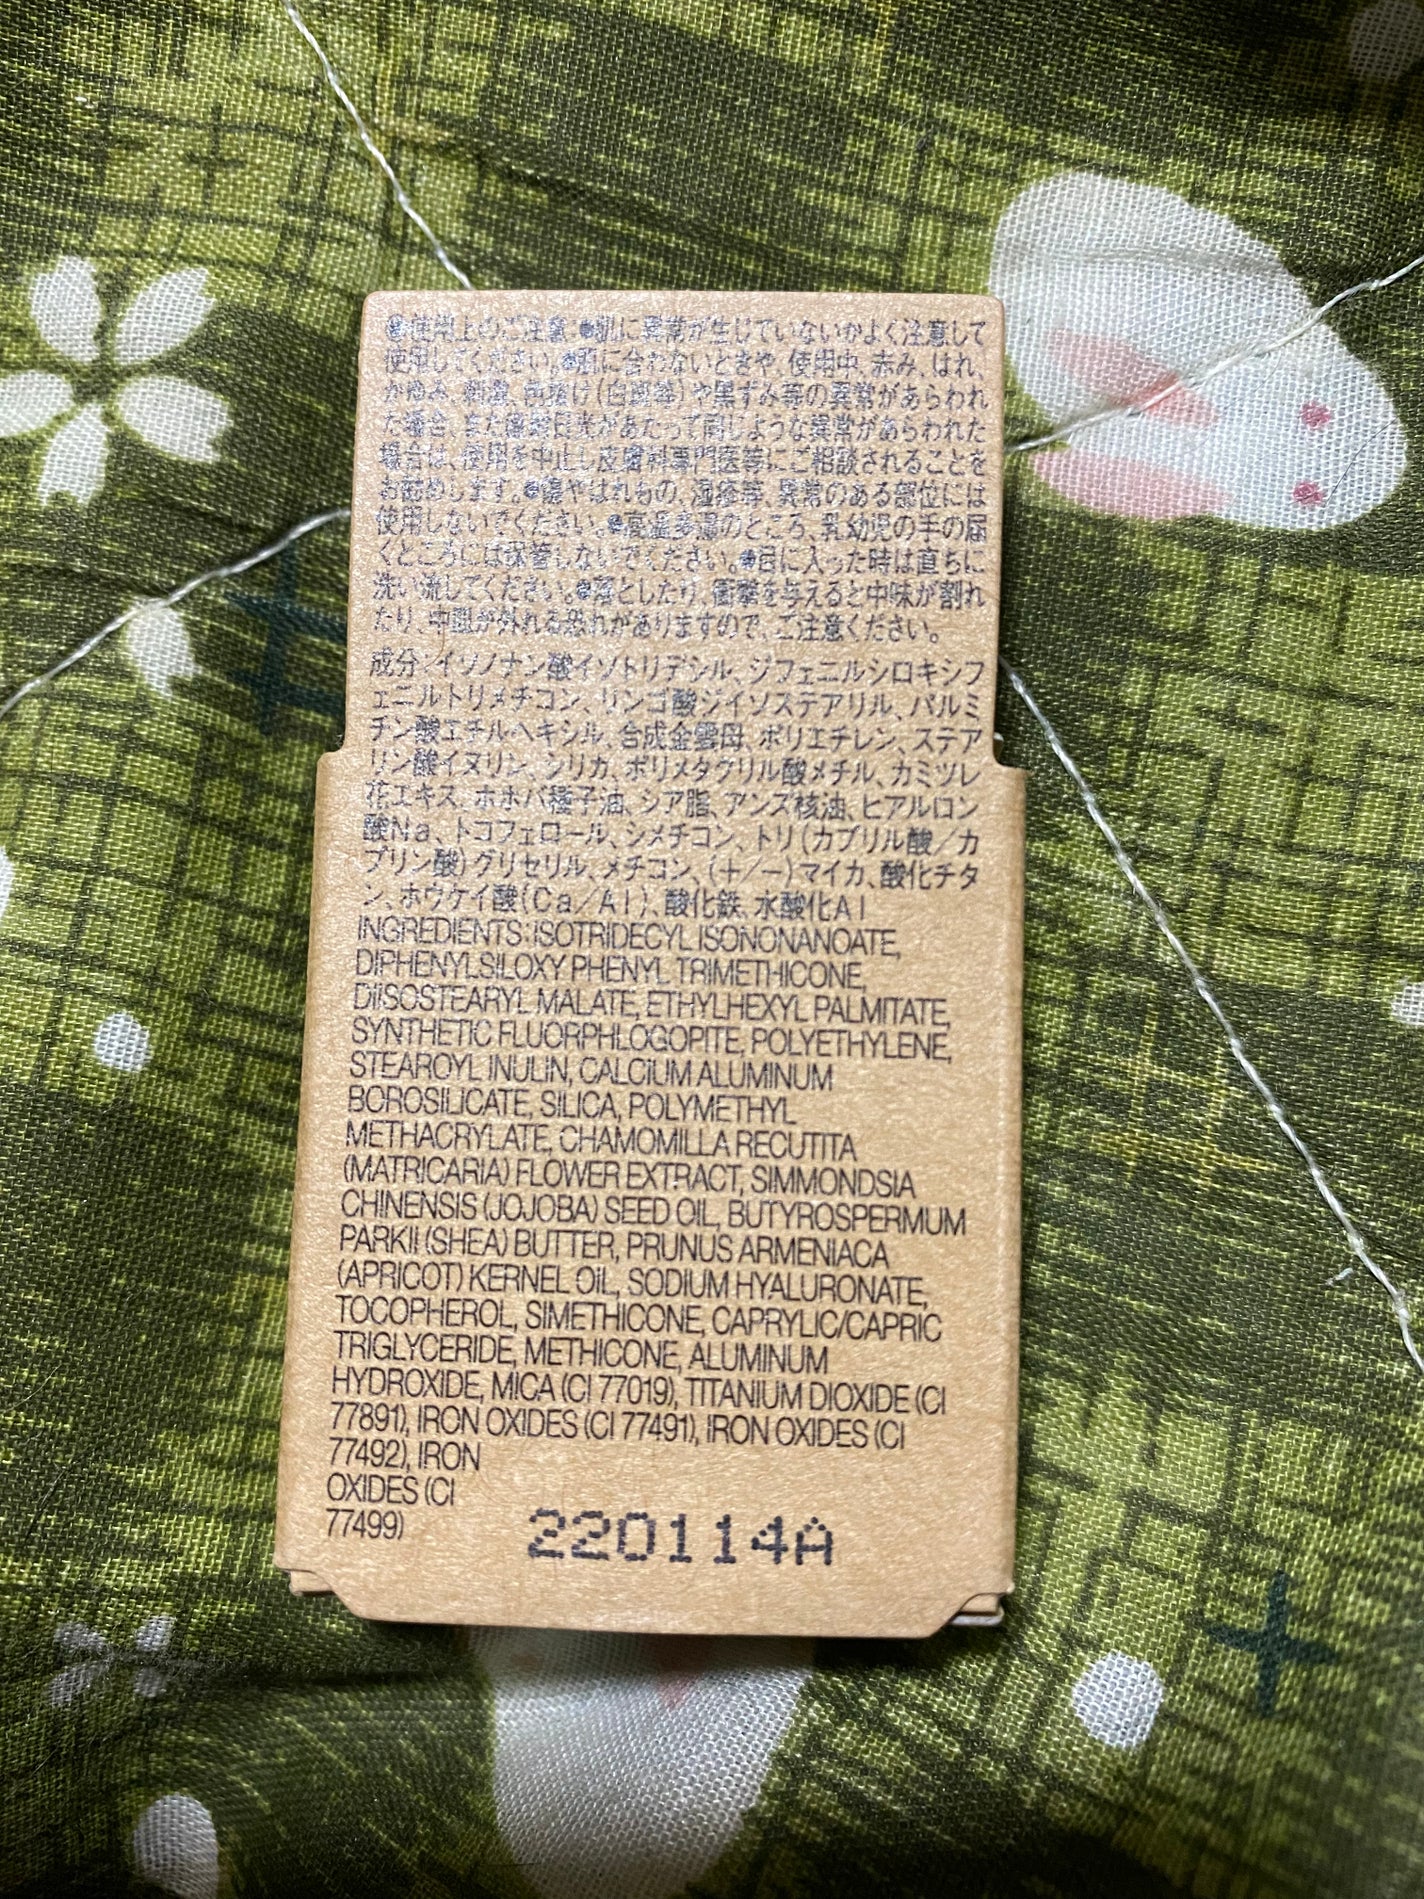 ●使用上のご注意:●肌に異常が生じていないかよく注意して
使用してください。●肌に合わないときや、使用中、赤み、はれ、
かゆみ、刺激、色抜け(白斑等)や黒ずみ等の異常があらわれ
た場合、また直射日光があたって同じような異常があらわれた
場合は、使用を中止し皮膚科専門医等にご相談されることを
お勧めします。●傷やはれもの、湿疹等、異常のある部位には
使用しないでください。●高温多湿のところ、乳幼児の手の届
くところには保管しないでください。●目に入った時は直ちに
洗い流してください。●落としたり、衝撃を与えると中味が割れ
たり、中皿が外れる恐れがありますので、ご注意ください。
成分:イソノナン酸イソトリデシル、ジフェニルシロキシフ
ェニルトリメチコン、リンゴ酸ジイソステアリル、パルミ
チン酸エチルヘキシル、合成金雲母、ポリエチレン、ステア
リン酸イヌリン、シリカ、ポリメタクリル酸メチル、カミツレ
花エキス、ホホバ種子油、シア脂、アンズ核油、ヒアルロン
酸Na、トコフェロール、シメチコン、トリ(カプリル酸/カ
プリン酸)グリセリル、メチコン、(+/-)マイカ、酸化チタ
ン、ホウケイ酸(Ca/Al)、酸化鉄、水酸化Al
INGREDIENTS:ISOTRIDECYL ISONONANOATE,
DIPHENYLSILOXY PHENYL TRIMETHICONE,
DIISOSTEARYL MALATE, ETHYLHEXYL PALMITATE,
SYNTHETIC FLUORPHLOGOPITE, POLYETHYLENE,
STEAROYL INULIN, CALCIUM ALUMINUM
BOROSILICATE, SILICA, POLYMETHYL
METHACRYLATE, CHAMOMILLA RECUTITA
(MATRICARIA) FLOWER EXTRACT, SIMMONDSIA
CHINENSIS (JOJOBA) SEED OIL, BUTYROSPERMUM
PARKII (SHEA) BUTTER, PRUNUS ARMENIACA
(APRICOT) KERNEL OIL, SODIUM HYALURONATE,
TOCOPHEROL, SIMETHICONE, CAPRYLIC/CAPRIC
TRIGLYCERIDE, METHICONE, ALUMINUM
HYDROXIDE, MICA (CI 77019), TITANIUM DIOXIDE (CI
77891), IRON OXIDES (CI 77491), IRON OXIDES (CI
77492), IRON
OXIDES (CI
77499)
220114A